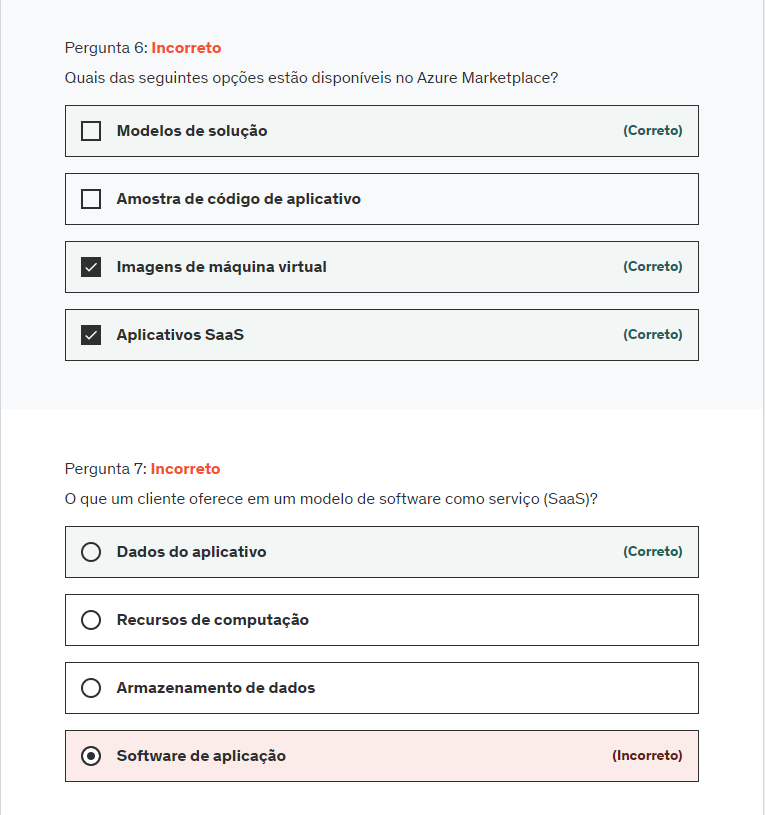 Pergunta 6: Incorreto
Quais das seguintes opções estão disponíveis no Azure Marketplace?
Modelos de solução (Correto)
Amostra de código de aplicativo
Imagens de máquina virtual (Correto)
Aplicativos SaaS (Correto)
Pergunta 7: Incorreto
O que um cliente oferece em um modelo de software como serviço (SaaS)?
Dados do aplicativo (Correto)
Recursos de computação
Armazenamento de dados
Software de aplicação (Incorreto)